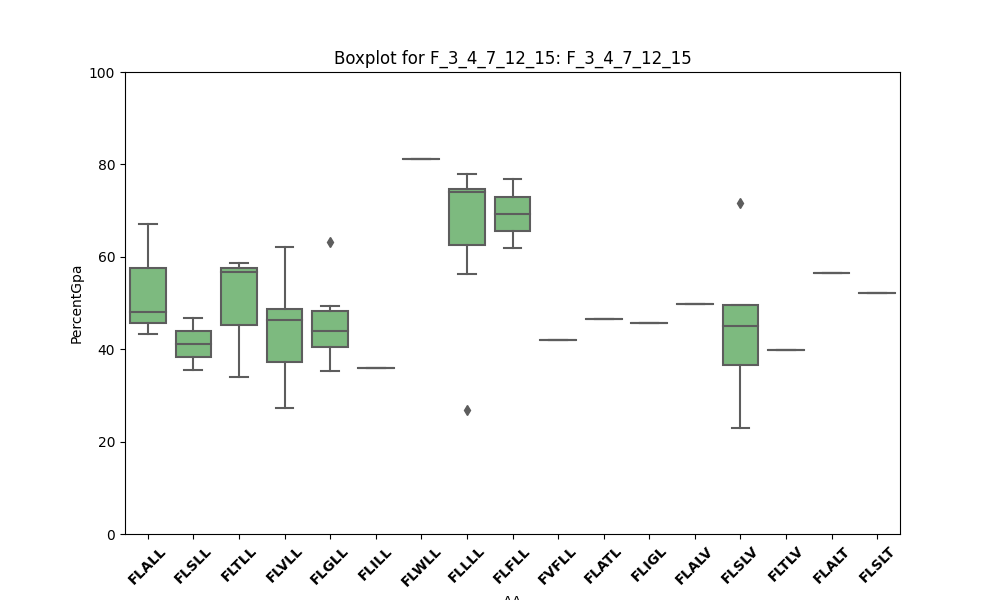 Boxplot for F_3_4_7_12_15: F_3_4_7_12_15
100
80
60
40
20
0
PercentGpa
FLALL
FLSLL
FLTLL
FLVLL
FLGLL
FLILL
FLWLL
FLLLL
FLFLL
FVFLL
FLATL
FLIGL
FLALV
FLSLV
FLTLV
FLALT
FLSLT
AA